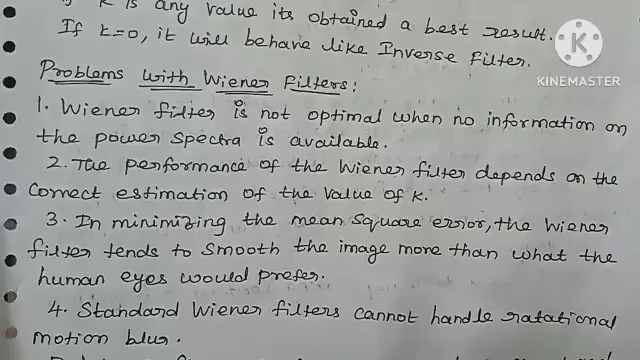 K is any value its obtained a best result.
If K=0, it will behave like Inverse Filter.
Problems with Wiener Filters:
1. Wiener filter is not optimal when no information on
the power spectra is available.
2. The performance of the Wiener filter depends on the
correct estimation of the value of K.
3. In minimizing the mean square error, the Wiener
filter tends to smooth the image more than what the
human eyes would prefer.
4. Standard Wiener filters cannot handle ratational
motion blur.
KINEMASTER